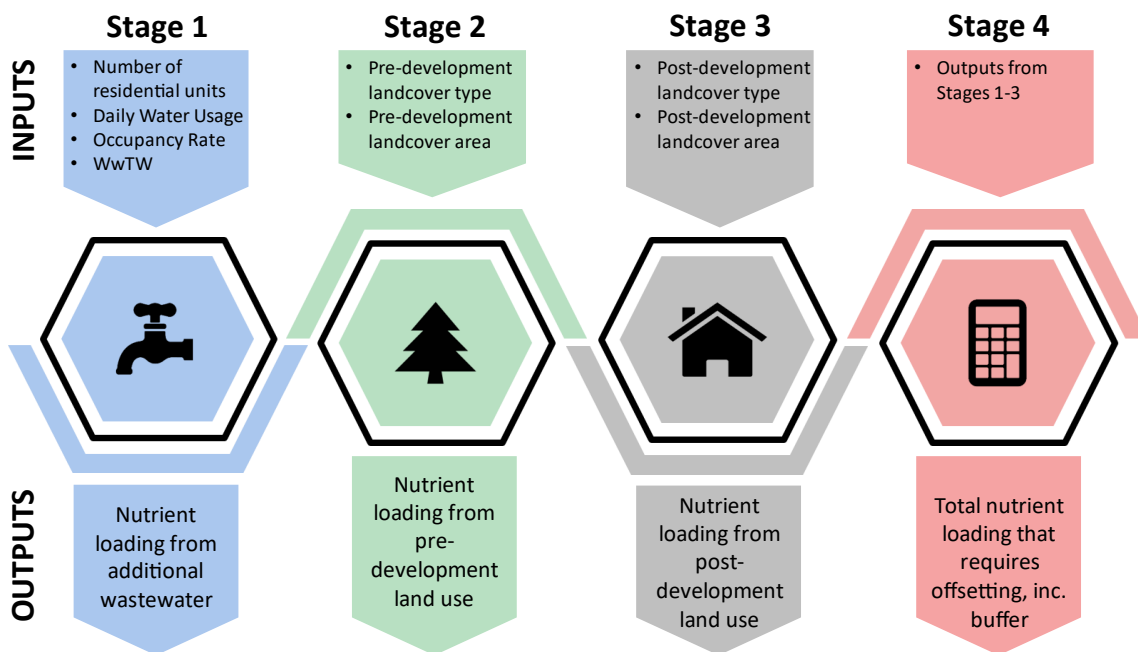 Stage 1
Stage 2
Stage 3
Stage 4
INPUTS
• Number of
residential units
• Daily Water Usage
• Occupancy Rate
• WwTW
• Pre-development
landcover type
• Pre-development
landcover area
• Post-development
landcover type
• Post-development
landcover area
• Outputs from
Stages 1-3
OUTPUTS
Nutrient
loading from
additional
wastewater
Nutrient
loading from
pre-
development
land use
Nutrient
loading from
post-
development
land use
Total nutrient
loading that
requires
offsetting, inc.
buffer